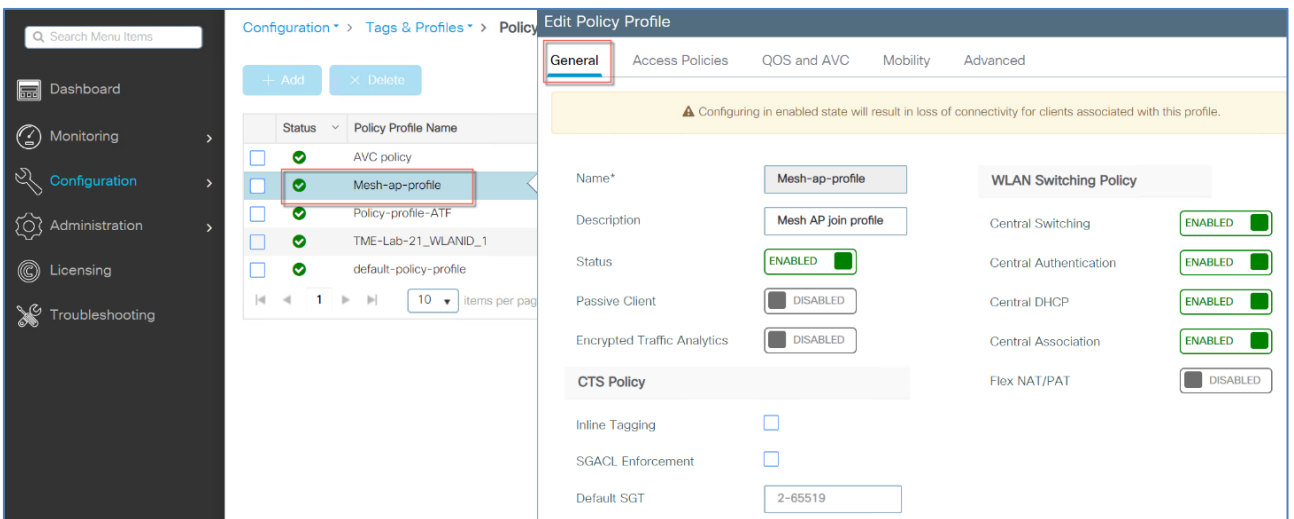 Search Menu Items
Dashboard
Monitoring
Configuration
Administration
Licensing
Troubleshooting
Configuration > Tags & Profiles > Policy
+ Add
× Delete
Status Policy Profile Name
AVC policy
Mesh-ap-profile
Policy-profile-ATF
TME-Lab-21_WLANID_1
default-policy-profile
1 10 items per pag
Edit Policy Profile
General Access Policies QOS and AVC Mobility Advanced
Configuring in enabled state will result in loss of connectivity for clients associated with this profile.
Name* Mesh-ap-profile
Description Mesh AP join profile
Status ENABLED
Passive Client DISABLED
Encrypted Traffic Analytics DISABLED
CTS Policy
Inline Tagging
SGACL Enforcement
Default SGT 2-65519
WLAN Switching Policy
Central Switching ENABLED
Central Authentication ENABLED
Central DHCP ENABLED
Central Association ENABLED
Flex NAT/PAT DISABLED